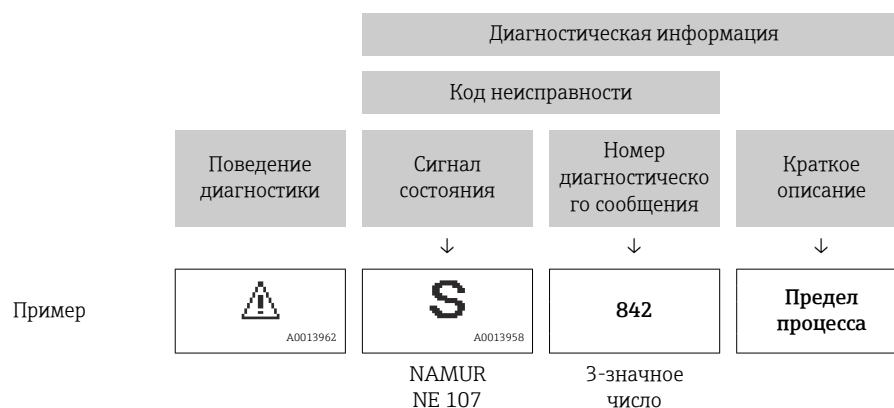 Диагностическая информация
Код неисправности
Поведение
диагностики
Сигнал
состояния
Номер
диагностическо
го сообщения
Краткое
описание
↓ ↓ ↓
Пример
A0013962
S
A0013958
842
Предел
процесса
NAMUR
NE 107
3-значное
число